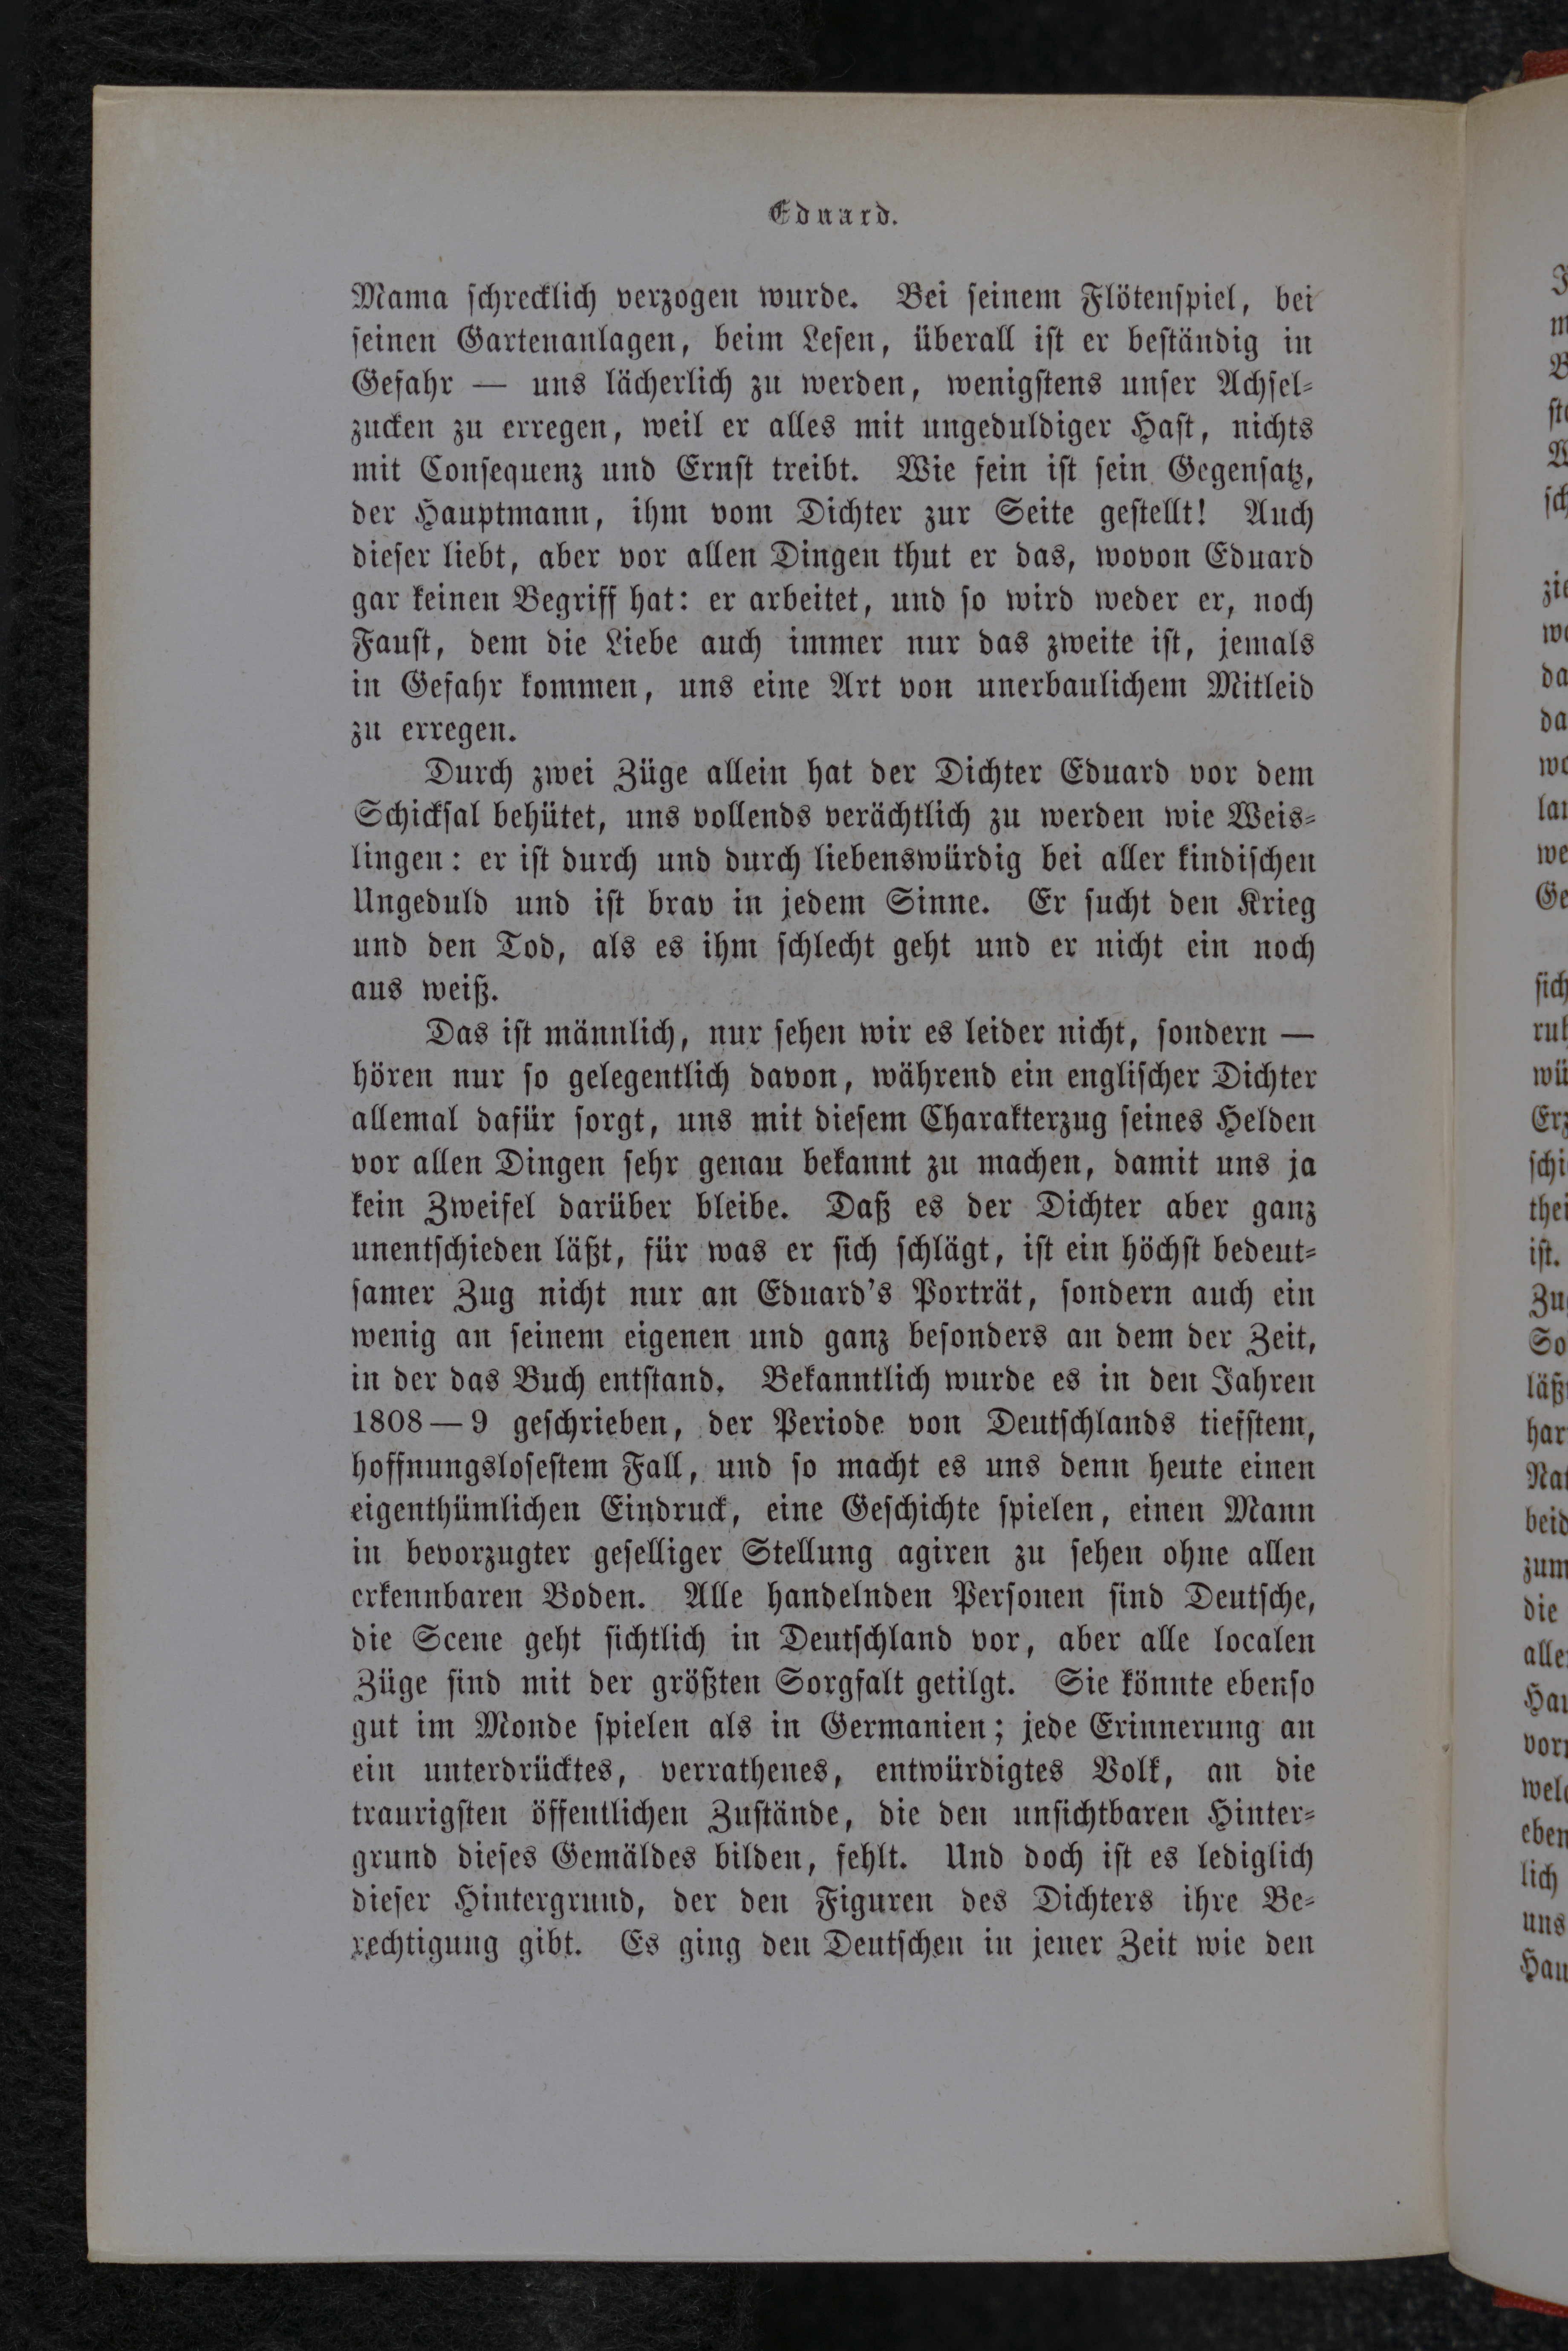 Eduard.
Mama schrecklich verzogen wurde. Bei seinem Flötenspiel, bei
seinen Gartenanlagen, beim Lesen, überall ist er beständig in
Gefahr — uns lächerlich zu werden, wenigstens unser Achsel-
zucken zu erregen, weil er alles mit ungeduldiger Hast, nichts
mit Consequenz und Ernst treibt. Wie fein ist sein Gegensatz,
der Hauptmann, ihm vom Dichter zur Seite gestellt! Auch
dieser liebt, aber vor allen Dingen thut er das, wovon Eduard
gar keinen Begriff hat: er arbeitet, und so wird weder er, noch
Faust, dem die Liebe auch immer nur das zweite ist, jemals
in Gefahr kommen, uns eine Art von unerbaulichem Mitleid
zu erregen.
Durch zwei Züge allein hat der Dichter Eduard vor dem
Schicksal behütet, uns vollends verächtlich zu werden wie Weis-
lingen: er ist durch und durch liebenswürdig bei aller kindischen
Ungeduld und ist brav in jedem Sinne. Er sucht den Krieg
und den Tod, als es ihm schlecht geht und er nicht ein noch
aus weiß.
Das ist männlich, nur sehen wir es leider nicht, sondern —
hören nur so gelegentlich davon, während ein englischer Dichter
allemal dafür sorgt, uns mit diesem Charakterzug seines Helden
vor allen Dingen sehr genau bekannt zu machen, damit uns ja
kein Zweifel darüber bleibe. Daß es der Dichter aber ganz
unentschieden läßt, für was er sich schlägt, ist ein höchst bedeut-
samer Zug nicht nur an Eduard's Porträt, sondern auch ein
wenig an seinem eigenen und ganz besonders an dem der Zeit,
in der das Buch entstand. Bekanntlich wurde es in den Jahren
1808—9 geschrieben, der Periode von Deutschlands tiefstem,
hoffnungslosestem Fall, und so macht es uns denn heute einen
eigenthümlichen Eindruck, eine Geschichte spielen, einen Mann
in bevorzugter geselliger Stellung agiren zu sehen ohne allen
erkennbaren Boden. Alle handelnden Personen sind Deutsche,
die Scene geht sichtlich in Deutschland vor, aber alle localen
Züge sind mit der größten Sorgfalt getilgt. Sie könnte ebenso
gut im Monde spielen als in Germanien; jede Erinnerung an
ein unterdrücktes, verrathenes, entwürdigtes Volk, an die
traurigsten öffentlichen Zustände, die den unsichtbaren Hinter-
grund dieses Gemäldes bilden, fehlt. Und doch ist es lediglich
dieser Hintergrund, der den Figuren des Dichters ihre Be-
rechtigung gibt. Es ging den Deutschen in jener Zeit wie den